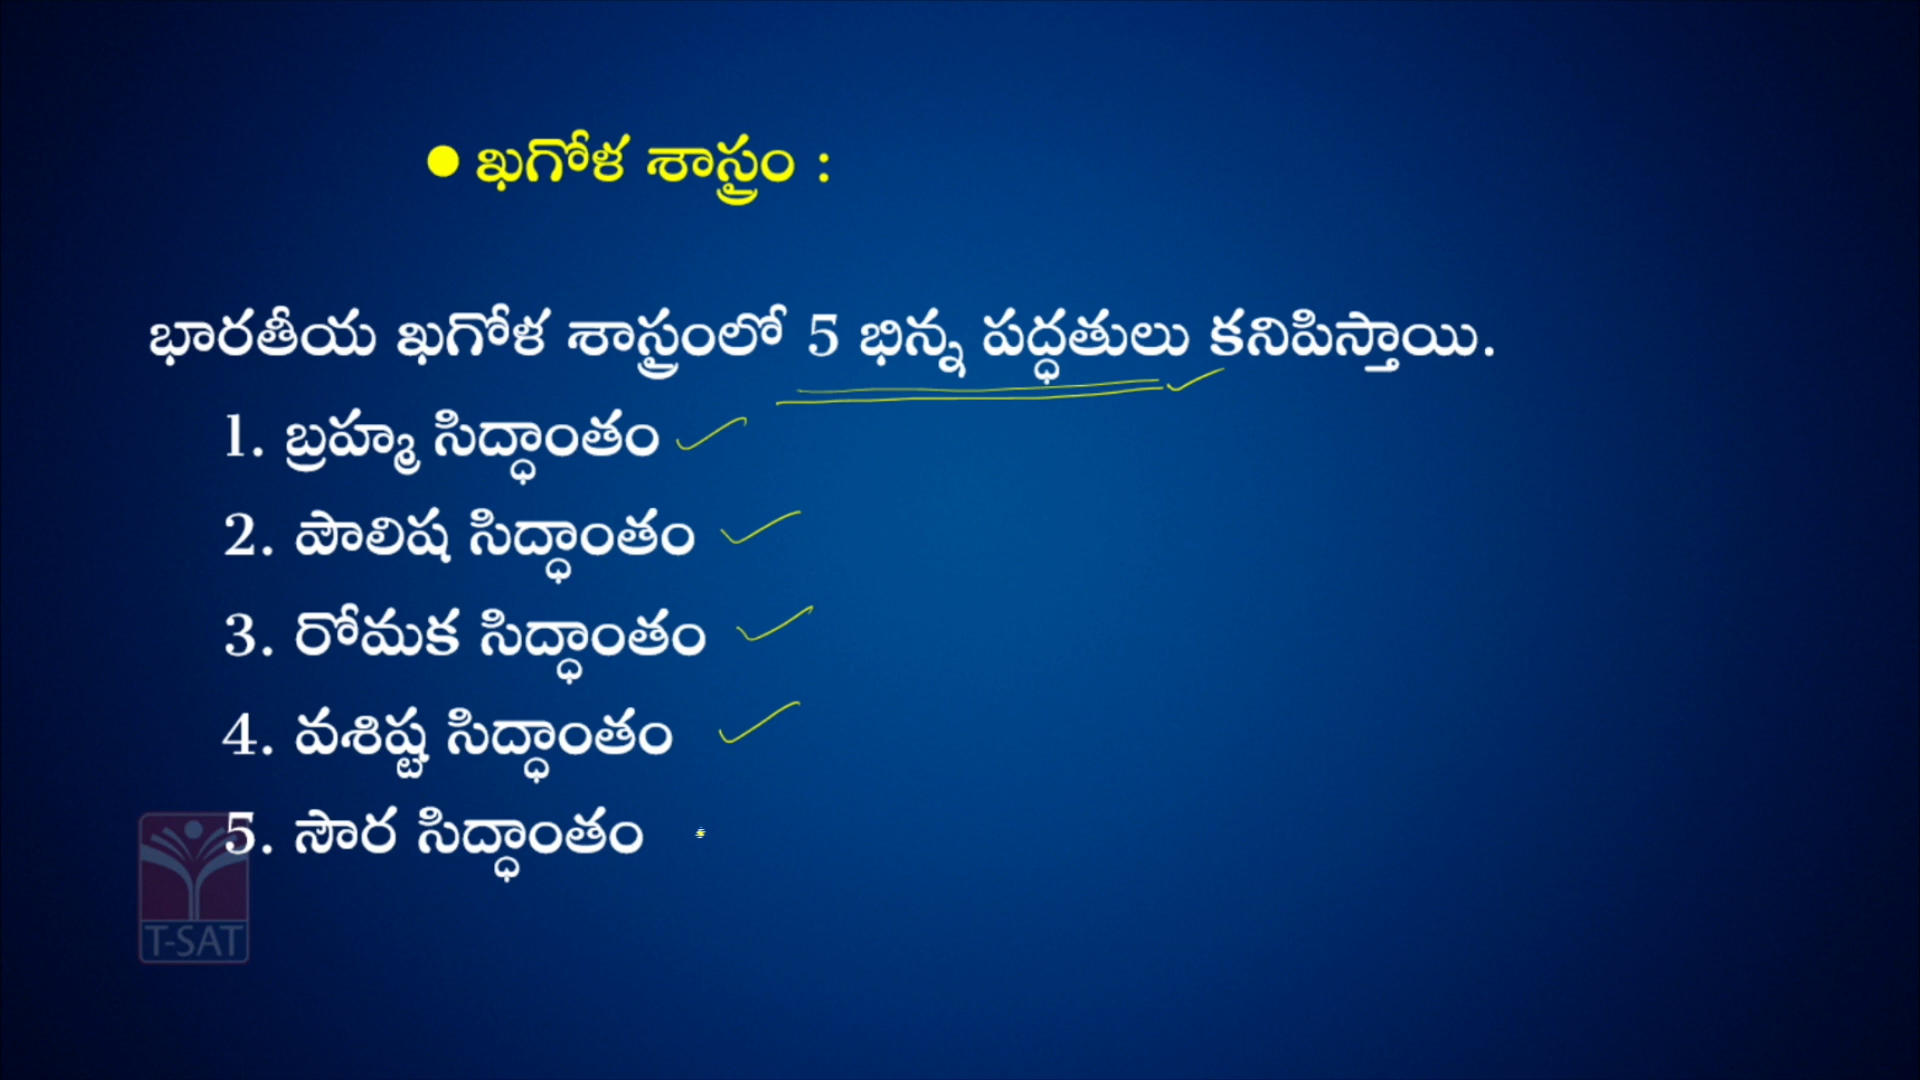 ● ఖగోళ శాస్త్రం :
భారతీయ ఖగోళ శాస్త్రంలో 5 భిన్న పద్ధతులు కనిపిస్తాయి.
1. బ్రహ్మ సిద్ధాంతం
2. పౌలిష సిద్ధాంతం
3. రోమక సిద్ధాంతం
4. వశిష్ట సిద్ధాంతం
5. సౌర సిద్ధాంతం
T-SAT